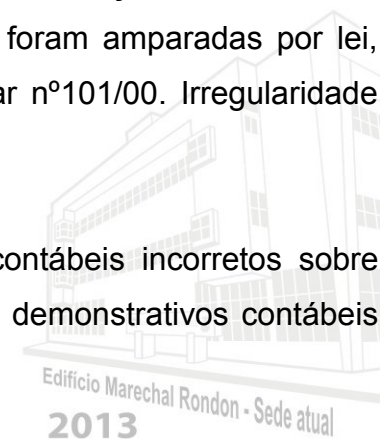 foram amparadas por lei,
ar nº101/00. Irregularidade
contábeis incorretos sobre
demonstrativos contábeis
Edifício Marechal Rondon - Sede atual
2013